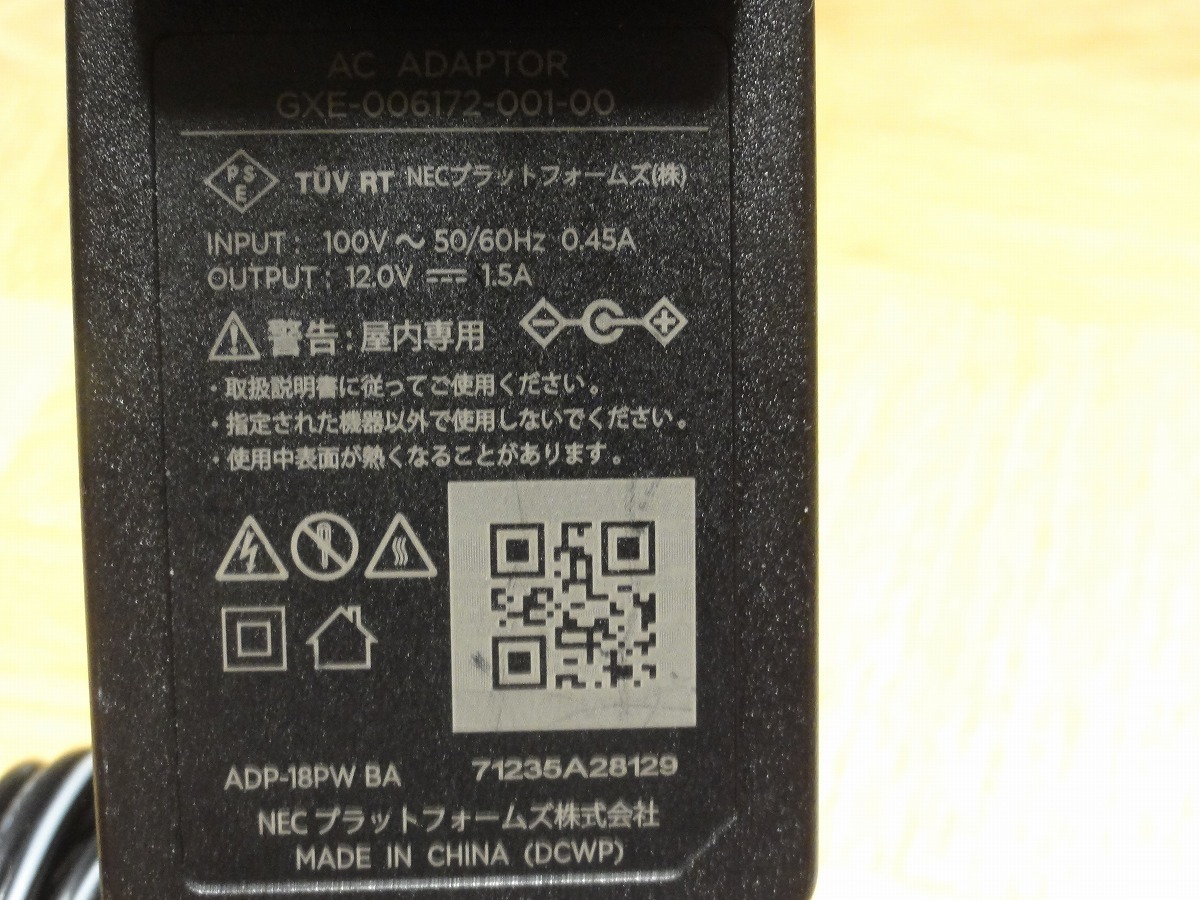 AC ADAPTOR
GXE-006172-001-00
PSE TÜV RT NECプラットフォームズ(株)
INPUT : 100V ～ 50/60Hz 0.45A
OUTPUT : 12.0V ⎓ 1.5A
警告 : 屋内専用
・取扱説明書に従ってご使用ください。
・指定された機器以外で使用しないでください。
・使用中表面が熱くなることがあります。
ADP-18PW BA 71235A28129
NECプラットフォームズ株式会社
MADE IN CHINA (DCWP)